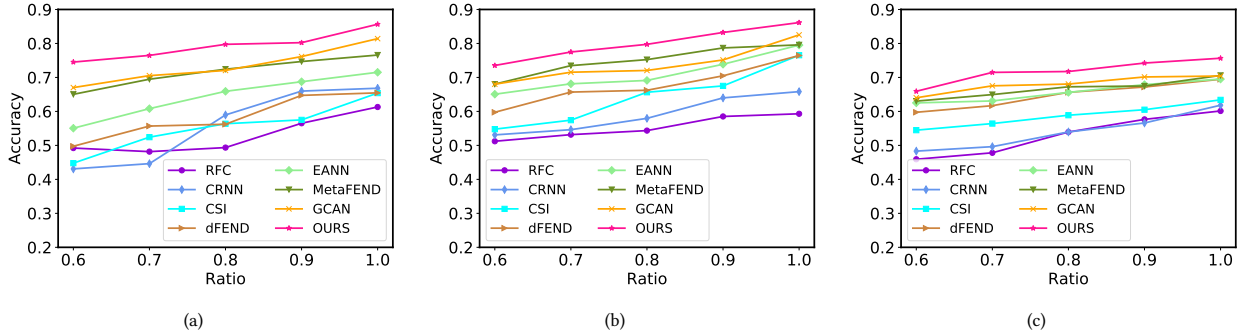 0.9
0.8
0.7
0.6
0.5
0.4
0.3
0.2
Accuracy
RFC
CRNN
CSI
dFEND
EANN
MetaFEND
GCAN
OURS
0.6 0.7 0.8 0.9 1.0
Ratio
(a)
0.9
0.8
0.7
0.6
0.5
0.4
0.3
0.2
Accuracy
RFC
CRNN
CSI
dFEND
EANN
MetaFEND
GCAN
OURS
0.6 0.7 0.8 0.9 1.0
Ratio
(b)
0.9
0.8
0.7
0.6
0.5
0.4
0.3
0.2
Accuracy
RFC
CRNN
CSI
dFEND
EANN
MetaFEND
GCAN
OURS
0.6 0.7 0.8 0.9 1.0
Ratio
(c)